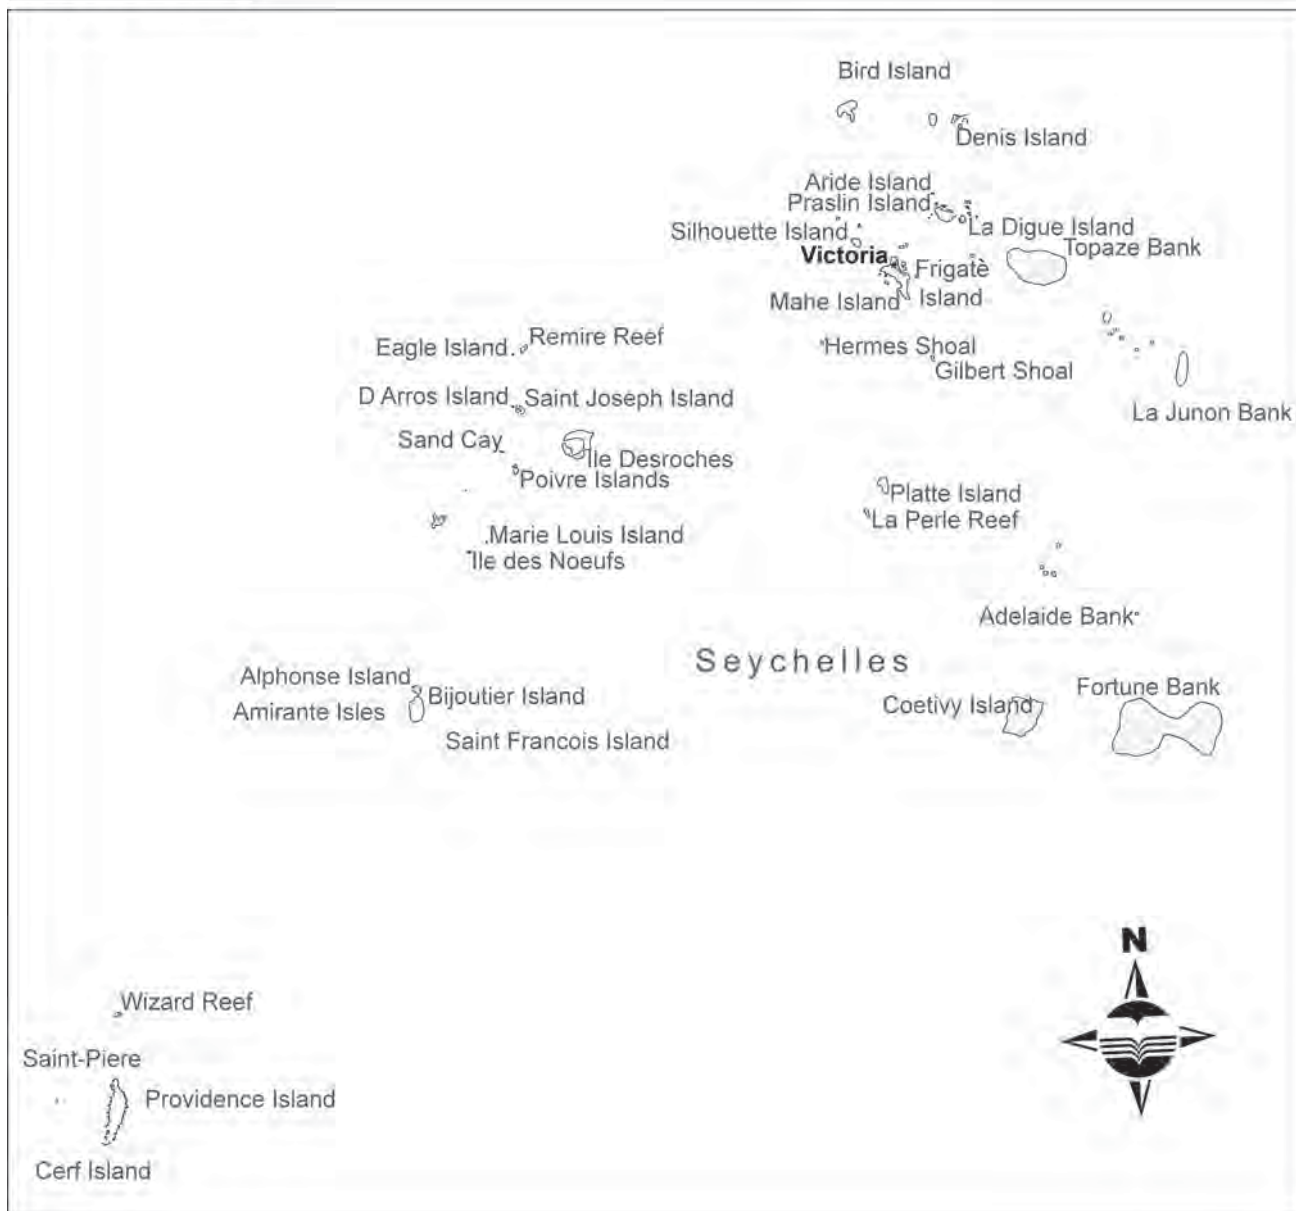 Bird Island
Denis Island
Aride Island
Praslin Island
La Digue Island
Silhouette Island
Topaze Bank
Victoria
Frigatè
Island
Mahe Island
Remire Reef
Eagle Island
Hermes Shoal
Gilbert Shoal
D Arros Island
Saint Joseph Island
La Junon Bank
Sand Cay
Ile Desroches
Poivre Islands
Platte Island
La Perle Reef
Marie Louis Island
Ile des Noeufs
Adelaide Bank
Seychelles
Alphonse Island
Bijoutier Island
Amirante Isles
Saint Francois Island
Coetivy Island
Fortune Bank
N
Wizard Reef
Saint-Piere
Providence Island
Cerf Island